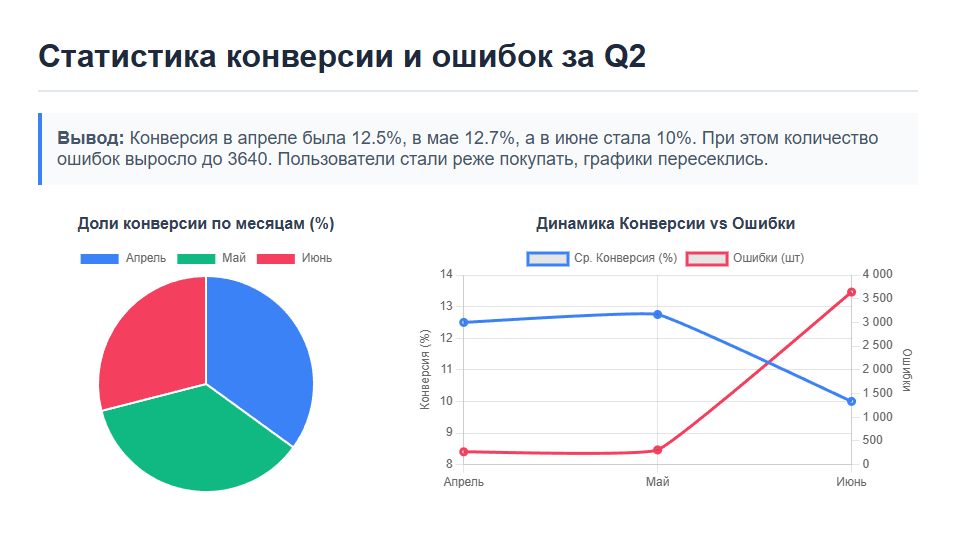 Статистика конверсии и ошибок за Q2
Вывод: Конверсия в апреле была 12.5%, в мае 12.7%, а в июне стала 10%. При этом количество
ошибок выросло до 3640. Пользователи стали реже покупать, графики пересеклись.
Доли конверсии по месяцам (%)
Апрель Май Июнь
Динамика Конверсии vs Ошибки
Ср. Конверсия (%) Ошибки (шт)
Конверсия (%)
14
13
12
11
10
9
8
4 000
3 500
3 000
2 500
2 000
1 500
1 000
500
0
Ошибки
Апрель Май Июнь